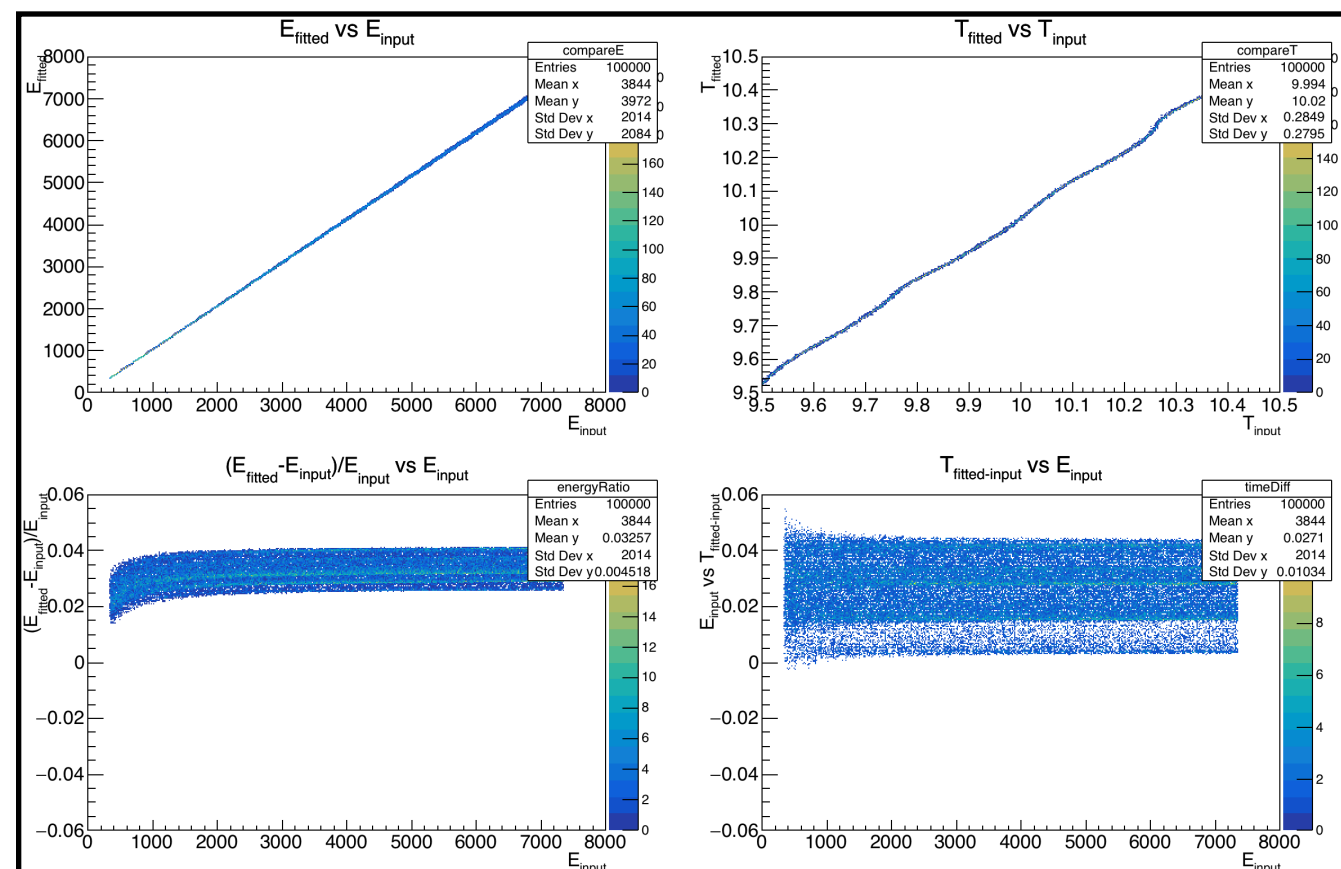 E_fitted vs E_input
E_fitted
compareE
Entries 100000
Mean x 3844
Mean y 3972
Std Dev x 2014
Std Dev y 2084
8000
7000
6000
5000
4000
3000
2000
1000
0
0 1000 2000 3000 4000 5000 6000 7000 8000
E_input
160
140
120
100
80
60
40
20
0
T_fitted vs T_input
T_fitted
compareT
Entries 100000
Mean x 9.994
Mean y 10.02
Std Dev x 0.2849
Std Dev y 0.2795
10.5
10.4
10.3
10.2
10.1
10
9.9
9.8
9.7
9.6
9.5
9.5 9.6 9.7 9.8 9.9 10 10.1 10.2 10.3 10.4 10.5
T_input
140
120
100
80
60
40
20
0
(E_fitted-E_input)/E_input vs E_input
(E_fitted-E_input)/E_input
energyRatio
Entries 100000
Mean x 3844
Mean y 0.03257
Std Dev x 2014
Std Dev y 0.004518
0.06
0.04
0.02
0
−0.02
−0.04
−0.06
0 1000 2000 3000 4000 5000 6000 7000 8000
E_input
16
14
12
10
8
6
4
2
0
T_fitted-input vs E_input
E_input vs T_fitted-input
timeDiff
Entries 100000
Mean x 3844
Mean y 0.0271
Std Dev x 2014
Std Dev y 0.01034
0.06
0.04
0.02
0
−0.02
−0.04
−0.06
0 1000 2000 3000 4000 5000 6000 7000 8000
E_input
8
6
4
2
0